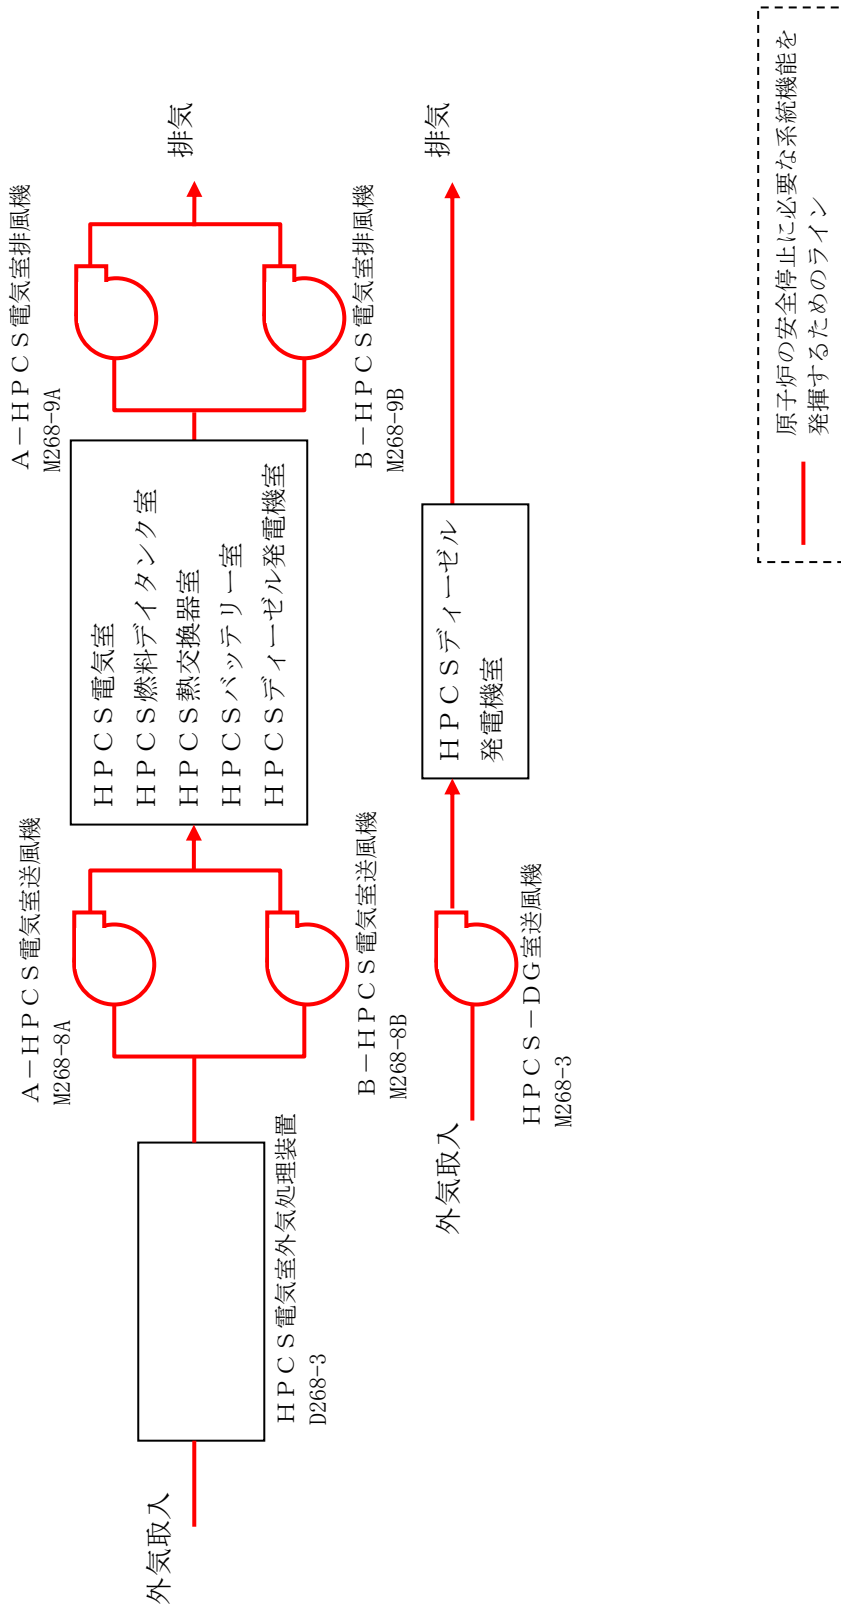 外気取入
HPCS電気室外気処理装置
D268-3
A-HPCS電気室送風機
M268-8A
B-HPCS電気室送風機
M268-8B
HPCS電気室
HPCS燃料デイタンク室
HPCS熱交換器室
HPCSバッテリー室
HPCSディーゼル発電機室
A-HPCS電気室排風機
M268-9A
B-HPCS電気室排風機
M268-9B
排気
外気取入
HPCS-DG室送風機
M268-3
HPCSディーゼル
発電機室
排気
原子炉の安全停止に必要な系統機能を
発揮するためのライン